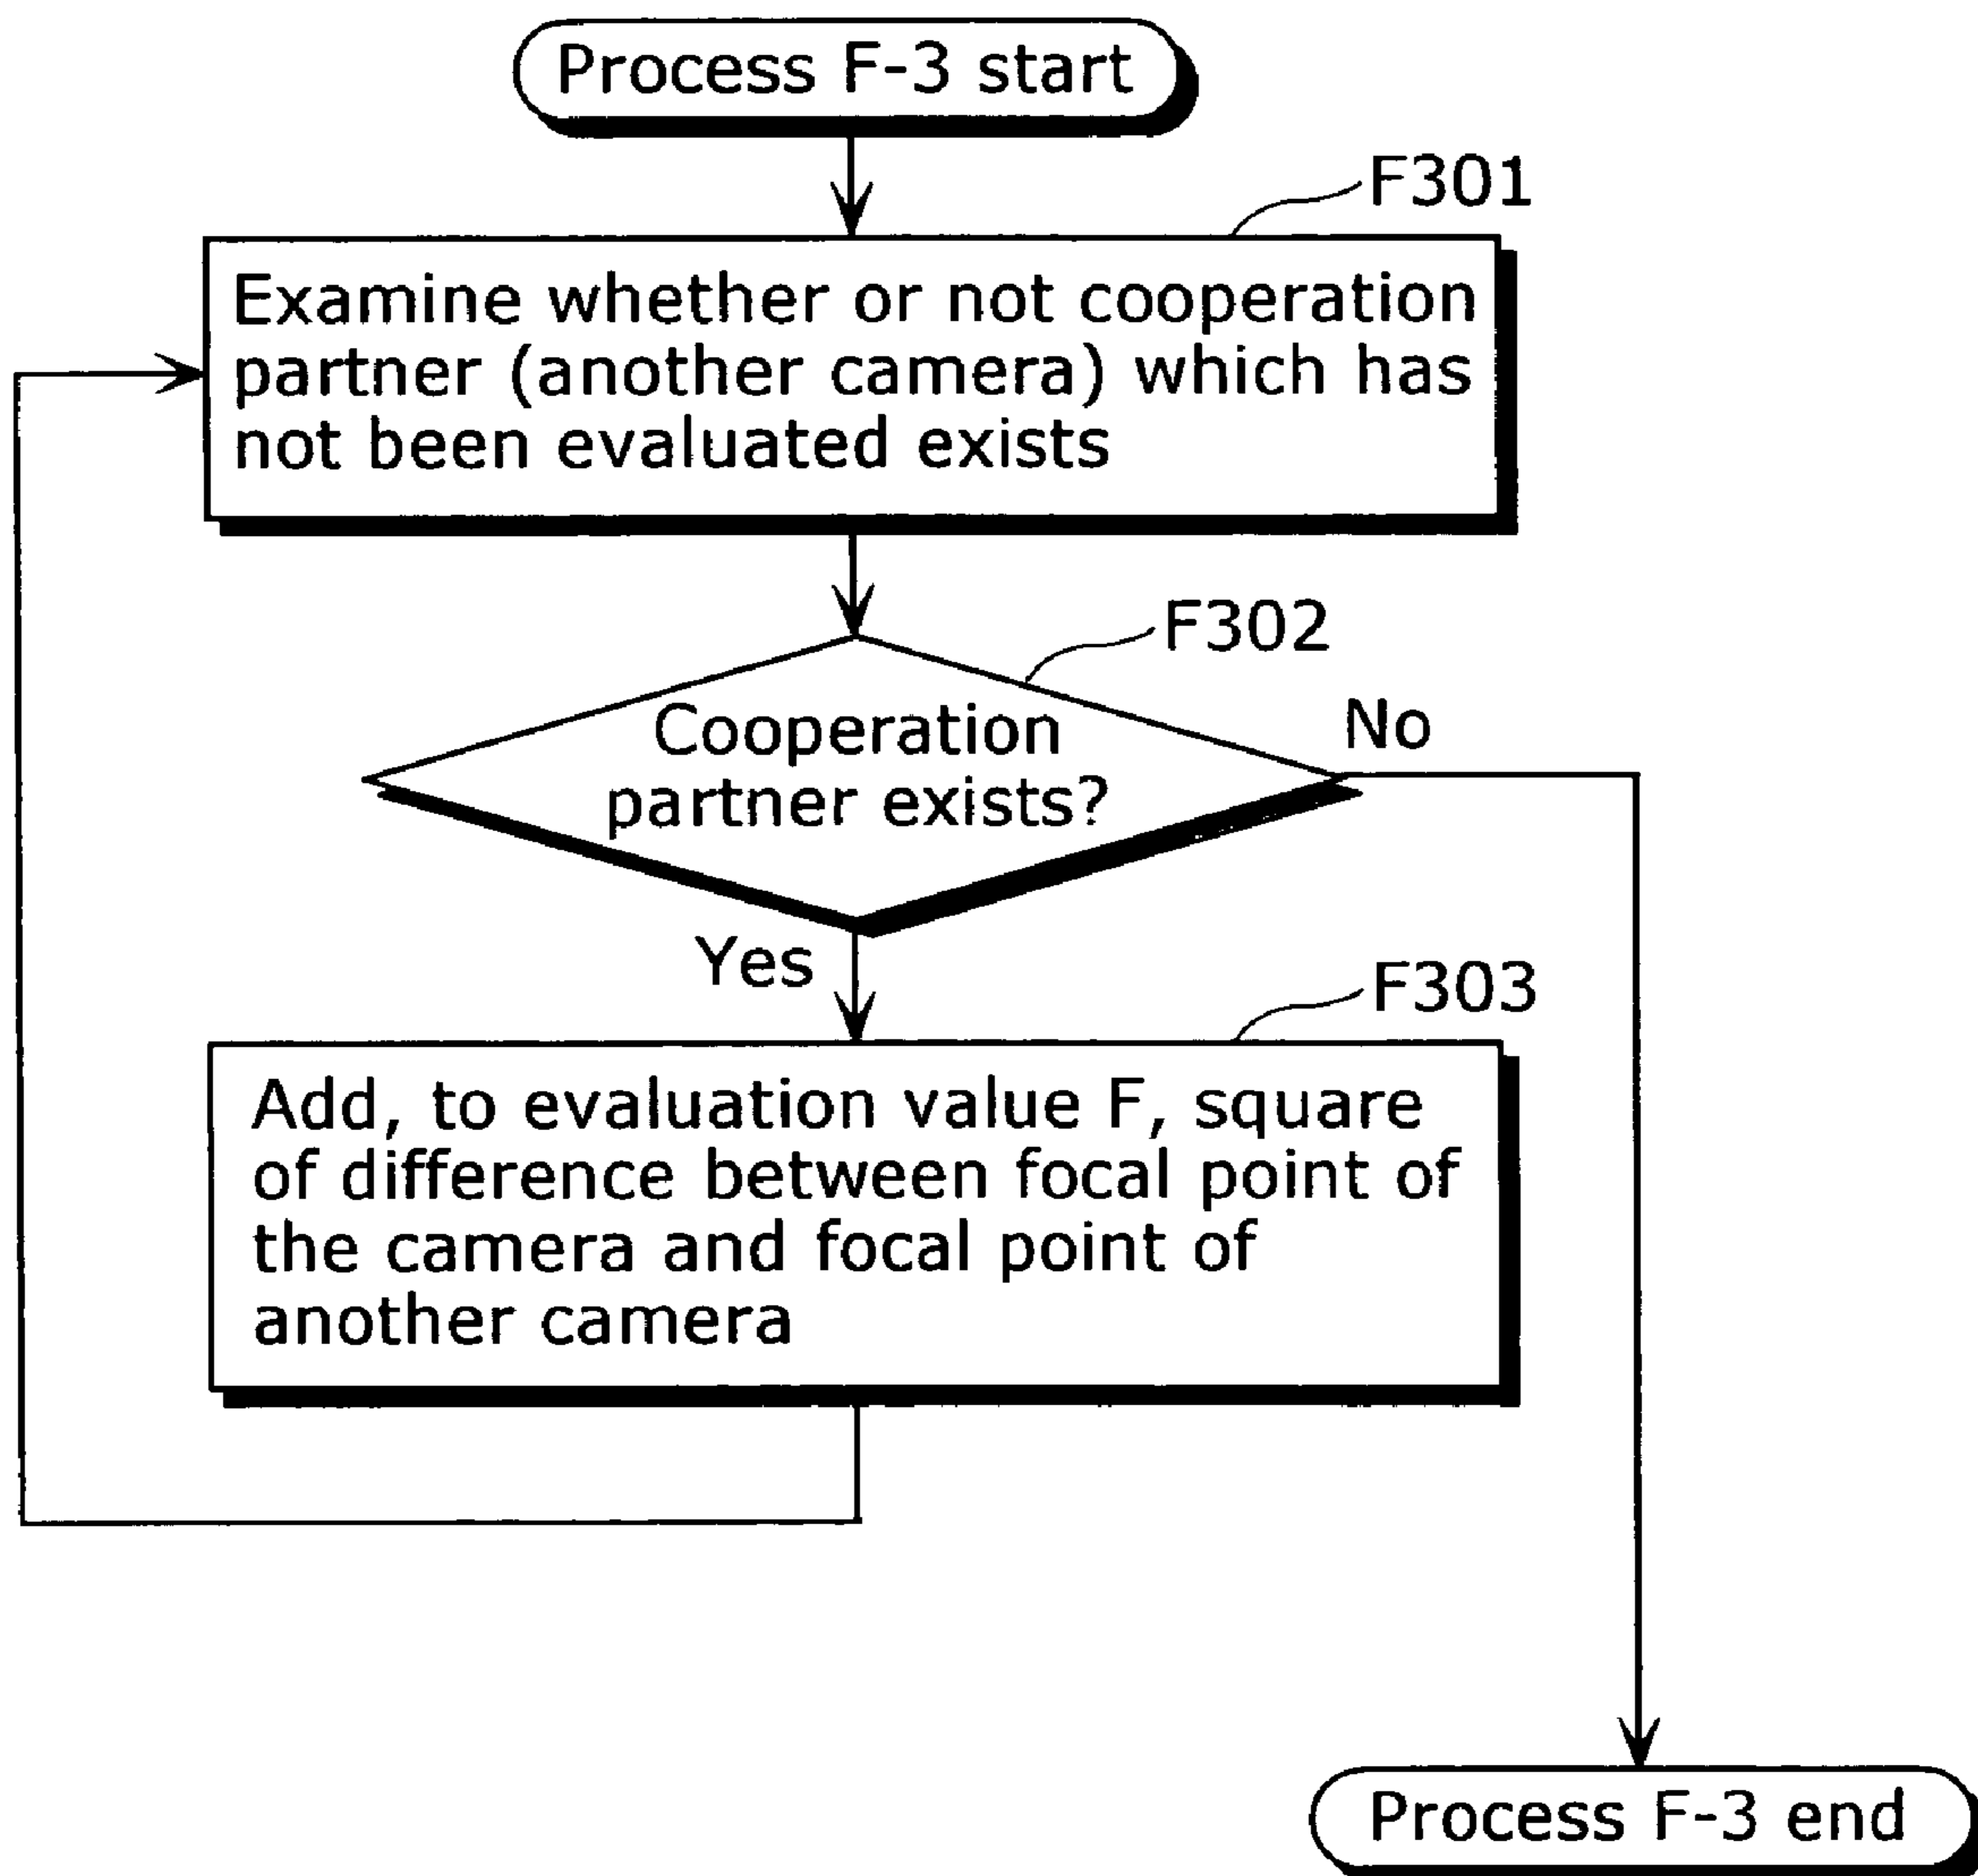 Process F-3 start
F301
Examine whether or not cooperation
partner (another camera) which has
not been evaluated exists
F302
Cooperation
partner exists?
No
Yes
F303
Add, to evaluation value F, square
of difference between focal point of
the camera and focal point of
another camera
Process F-3 end